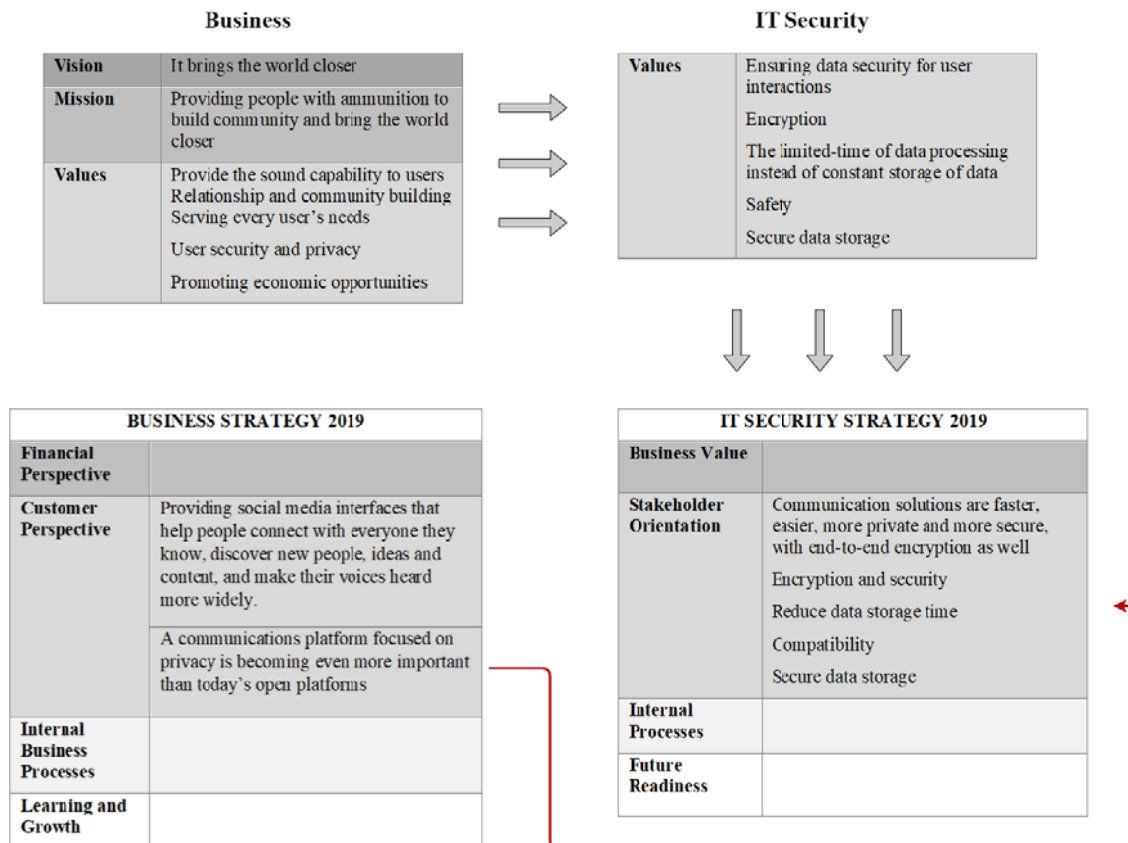 Business
Vision
It brings the world closer
Mission
Providing people with ammunition to
build community and bring the world
closer
Values
Provide the sound capability to users
Relationship and community building
Serving every user's needs
User security and privacy
Promoting economic opportunities
IT Security
Values
Ensuring data security for user
interactions
Encryption
The limited-time of data processing
instead of constant storage of data
Safety
Secure data storage
BUSINESS STRATEGY 2019
Financial
Perspective
Customer
Perspective
Providing social media interfaces that
help people connect with everyone they
know, discover new people, ideas and
content, and make their voices heard
more widely.
A communications platform focused on
privacy is becoming even more important
than today's open platforms
Internal
Business
Processes
Learning and
Growth
IT SECURITY STRATEGY 2019
Business Value
Stakeholder
Orientation
Communication solutions are faster,
easier, more private and more secure,
with end-to-end encryption as well
Encryption and security
Reduce data storage time
Compatibility
Secure data storage
Internal
Processes
Future
Readiness